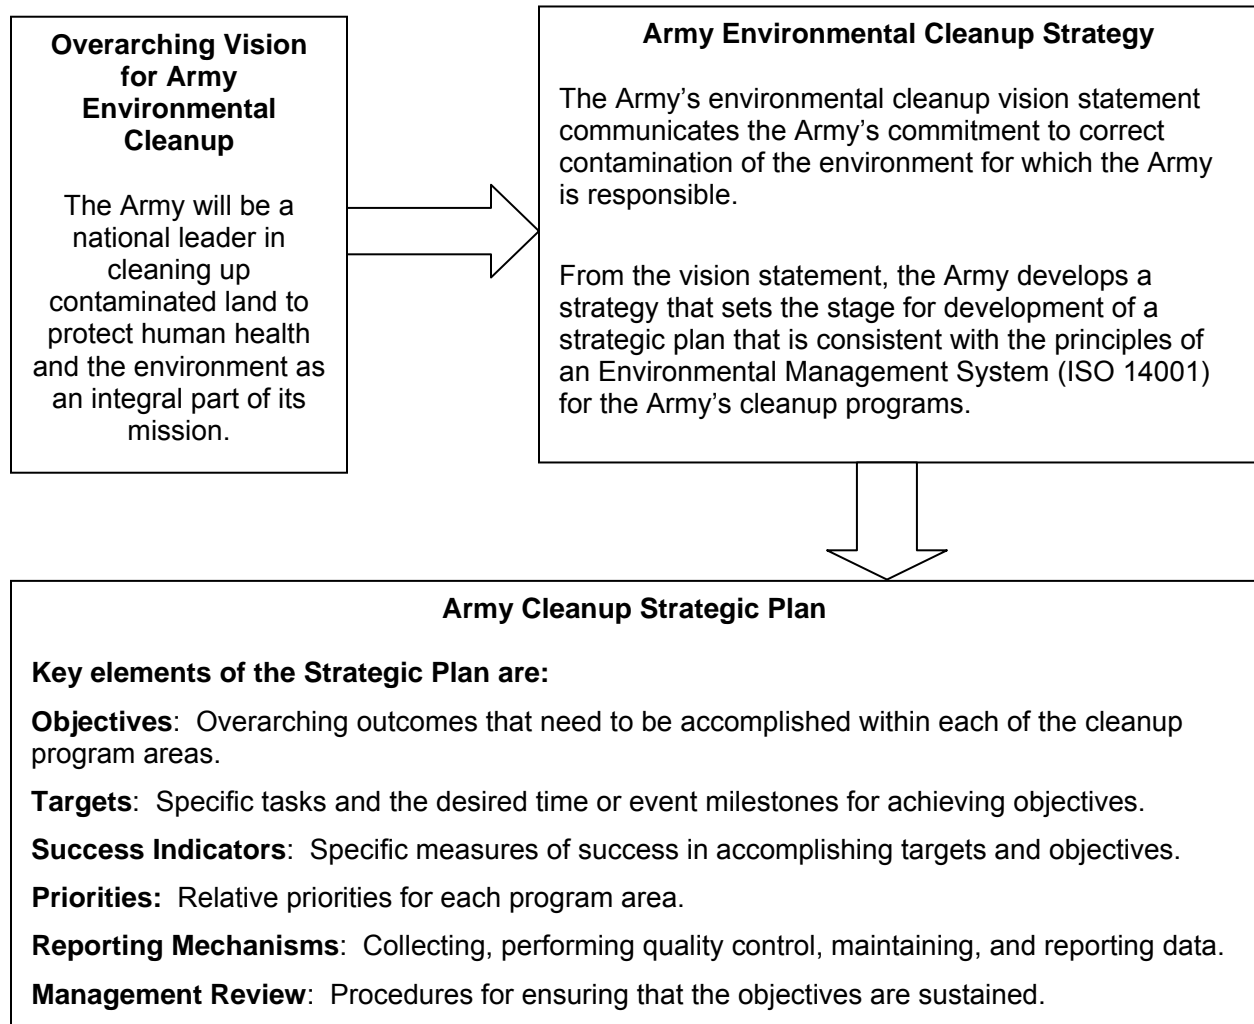 Overarching Vision
for Army
Environmental
Cleanup
The Army will be a
national leader in
cleaning up
contaminated land to
protect human health
and the environment as
an integral part of its
mission.
Army Environmental Cleanup Strategy
The Army’s environmental cleanup vision statement
communicates the Army’s commitment to correct
contamination of the environment for which the Army
is responsible.
From the vision statement, the Army develops a
strategy that sets the stage for development of a
strategic plan that is consistent with the principles of
an Environmental Management System (ISO 14001)
for the Army’s cleanup programs.
Army Cleanup Strategic Plan
Key elements of the Strategic Plan are:
Objectives:  Overarching outcomes that need to be accomplished within each of the cleanup
program areas.
Targets:  Specific tasks and the desired time or event milestones for achieving objectives.
Success Indicators:  Specific measures of success in accomplishing targets and objectives.
Priorities:  Relative priorities for each program area.
Reporting Mechanisms:  Collecting, performing quality control, maintaining, and reporting data.
Management Review:  Procedures for ensuring that the objectives are sustained.